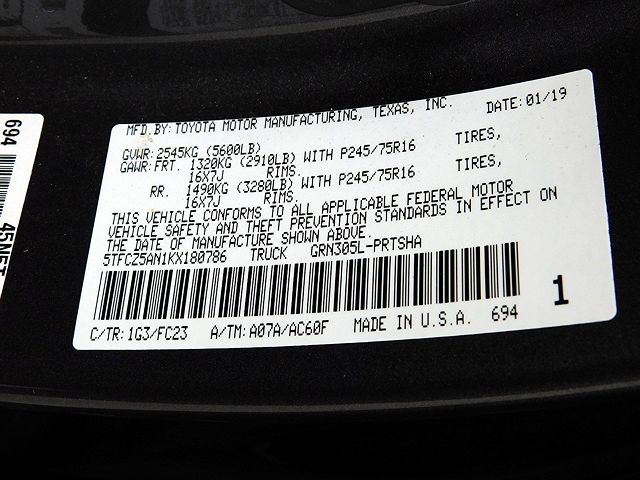 MFD.BY:TOYOTA MOTOR MANUFACTURING, TEXAS, INC. DATE:01/19
GVWR:2545KG (5600LB)
GAWR:FRT. 1320KG (2910LB) WITH P245/75R16 TIRES,
16X7J RIMS.
RR. 1490KG (3280LB) WITH P245/75R16 TIRES,
16X7J RIMS.
THIS VEHICLE CONFORMS TO ALL APPLICABLE FEDERAL MOTOR
VEHICLE SAFETY AND THEFT PREVENTION STANDARDS IN EFFECT ON
THE DATE OF MANUFACTURE SHOWN ABOVE.
5TFCZ5AN1KX180786 TRUCK GRN305L-PRTSHA
C/TR:1G3/FC23 A/TM:A07A/AC60F MADE IN U.S.A. 694
1
694